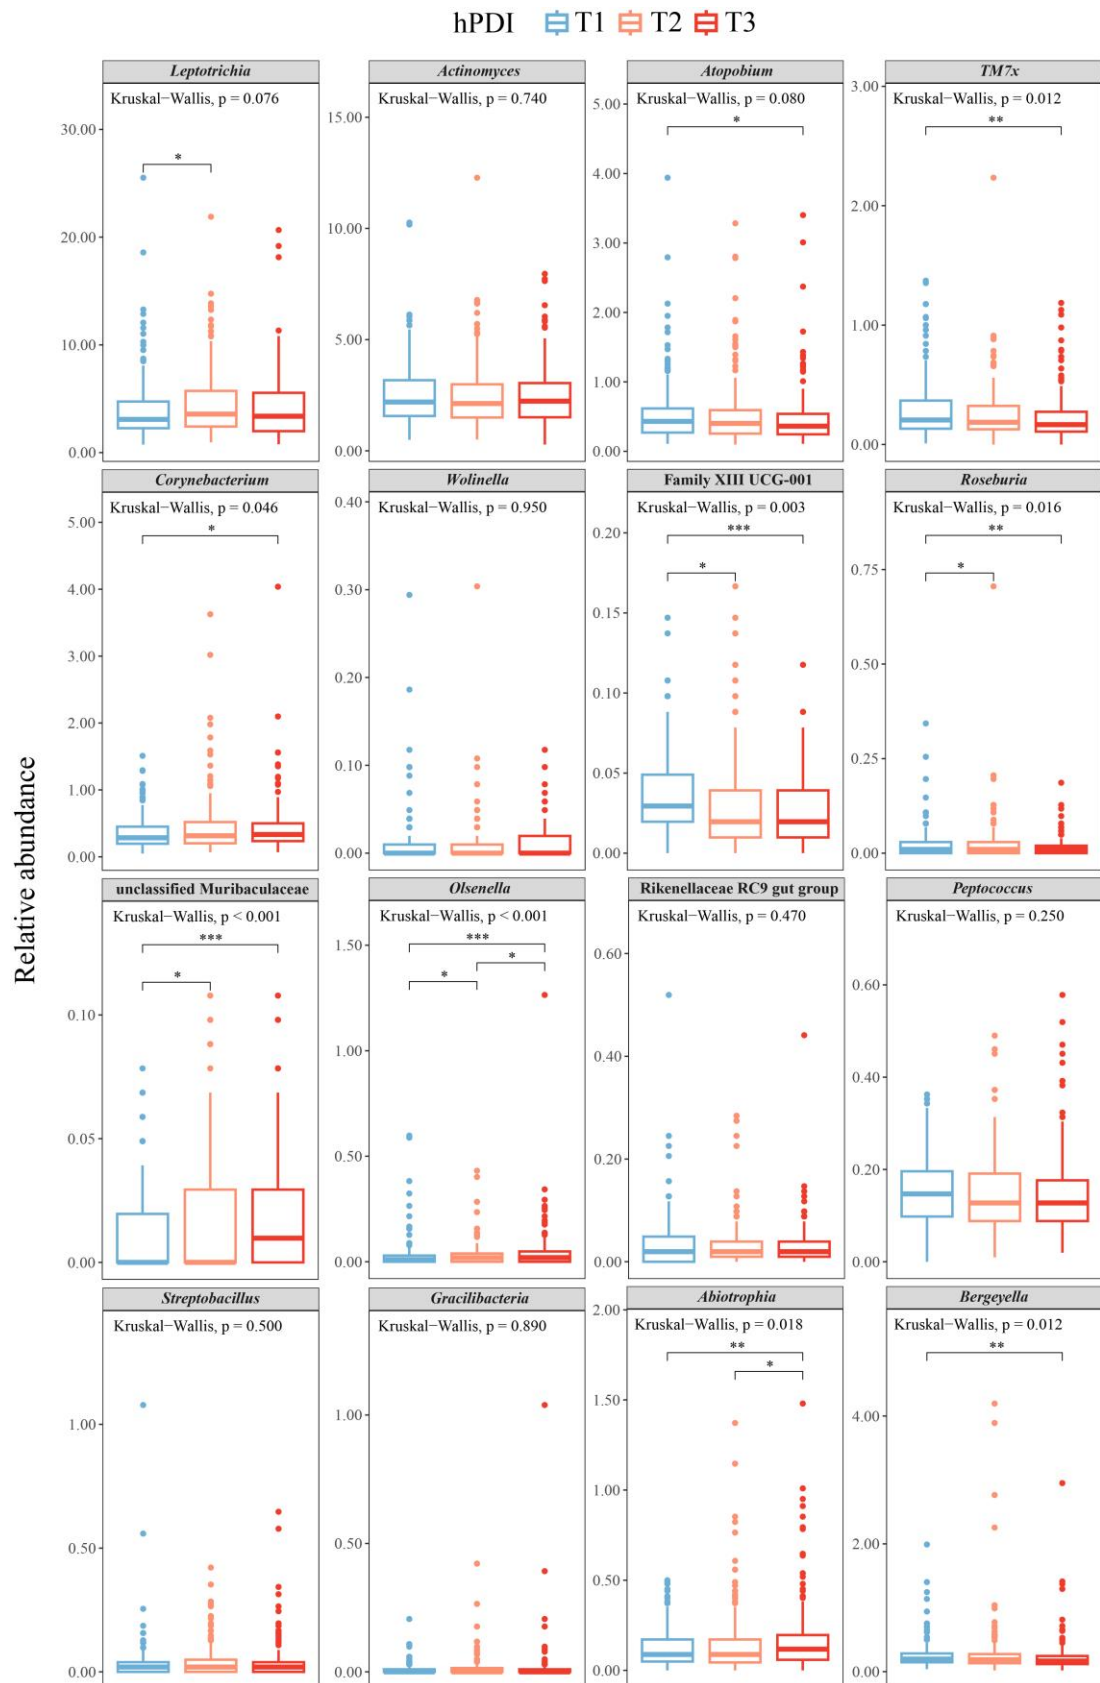 hPDI T1 T2 T3
Relative abundance
Leptotrichia
Kruskal−Wallis, p = 0.076
*
30.00
20.00
10.00
0.00
Actinomyces
Kruskal−Wallis, p = 0.740
15.00
10.00
5.00
0.00
Atopobium
Kruskal−Wallis, p = 0.080
*
5.00
4.00
3.00
2.00
1.00
0.00
TM7x
Kruskal−Wallis, p = 0.012
**
3.00
2.00
1.00
0.00
Corynebacterium
Kruskal−Wallis, p = 0.046
*
5.00
4.00
3.00
2.00
1.00
0.00
Wolinella
Kruskal−Wallis, p = 0.950
0.40
0.30
0.20
0.10
0.00
Family XIII UCG-001
Kruskal−Wallis, p = 0.003
***
*
0.20
0.15
0.10
0.05
0.00
Roseburia
Kruskal−Wallis, p = 0.016
**
*
0.75
0.50
0.25
0.00
unclassified Muribaculaceae
Kruskal−Wallis, p < 0.001
***
*
0.10
0.05
0.00
Olsenella
Kruskal−Wallis, p < 0.001
***
*
*
1.50
1.00
0.50
0.00
Rikenellaceae RC9 gut group
Kruskal−Wallis, p = 0.470
0.60
0.40
0.20
0.00
Peptococcus
Kruskal−Wallis, p = 0.250
0.60
0.40
0.20
0.00
Streptobacillus
Kruskal−Wallis, p = 0.500
1.00
0.50
0.00
Gracilibacteria
Kruskal−Wallis, p = 0.890
1.00
0.50
0.00
Abiotrophia
Kruskal−Wallis, p = 0.018
**
*
2.00
1.50
1.00
0.50
0.00
Bergeyella
Kruskal−Wallis, p = 0.012
**
4.00
2.00
0.00